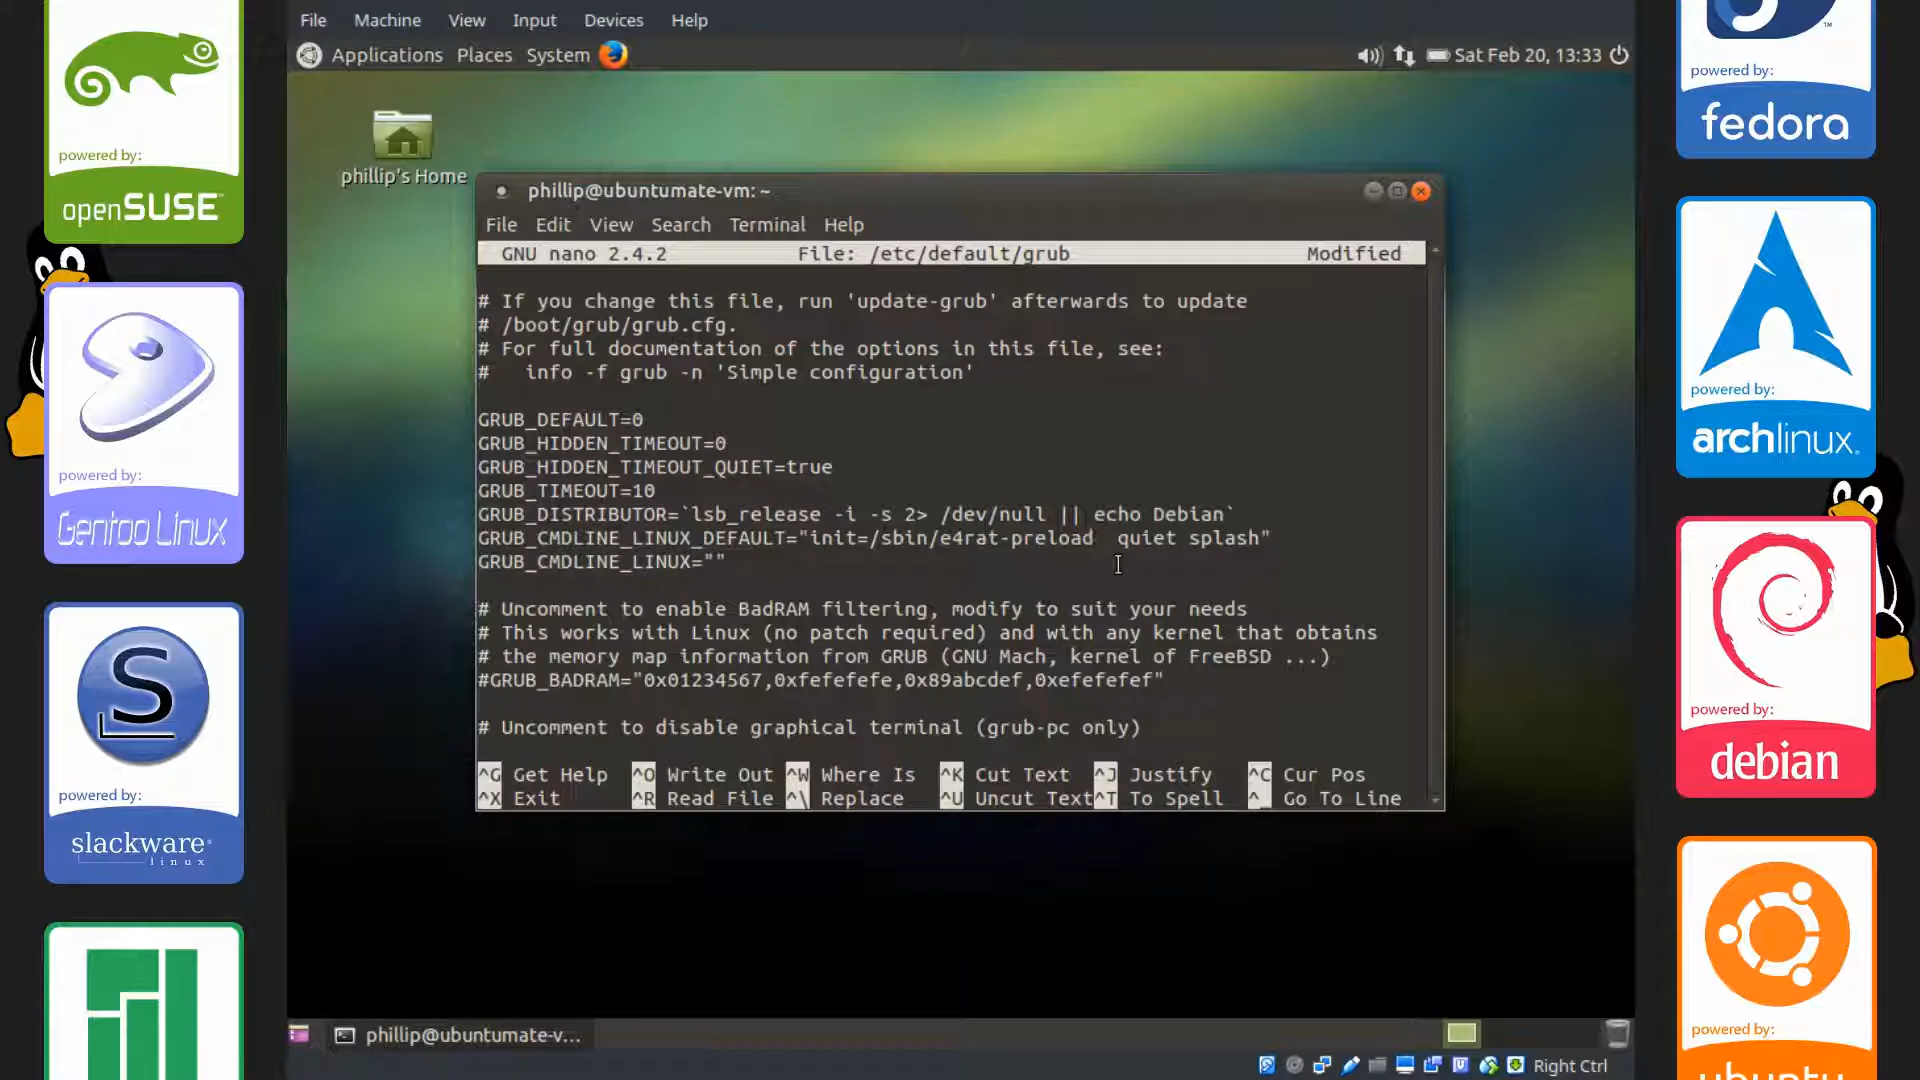 File Machine View Input Devices Help
Applications Places System
Sat Feb 20, 13:33
phillip's Home
phillip@ubuntumate-vm: ~
File Edit View Search Terminal Help
GNU nano 2.4.2 File: /etc/default/grub Modified
# If you change this file, run 'update-grub' afterwards to update
# /boot/grub/grub.cfg.
# For full documentation of the options in this file, see:
#   info -f grub -n 'Simple configuration'
GRUB_DEFAULT=0
GRUB_HIDDEN_TIMEOUT=0
GRUB_HIDDEN_TIMEOUT_QUIET=true
GRUB_TIMEOUT=10
GRUB_DISTRIBUTOR=`lsb_release -i -s 2> /dev/null || echo Debian`
GRUB_CMDLINE_LINUX_DEFAULT="init=/sbin/e4rat-preload  quiet splash"
GRUB_CMDLINE_LINUX=""
# Uncomment to enable BadRAM filtering, modify to suit your needs
# This works with Linux (no patch required) and with any kernel that obtains
# the memory map information from GRUB (GNU Mach, kernel of FreeBSD ...)
#GRUB_BADRAM="0x01234567,0xfefefefe,0x89abcdef,0xefefefef"
# Uncomment to disable graphical terminal (grub-pc only)
^G Get Help ^O Write Out ^W Where Is ^K Cut Text ^J Justify ^C Cur Pos
^X Exit ^R Read File ^\ Replace ^U Uncut Text ^T To Spell ^_ Go To Line
phillip@ubuntumate-v...
Right Ctrl
powered by:
openSUSE
powered by:
Gentoo Linux
powered by:
slackware
linux
powered by:
fedora
powered by:
archlinux
powered by:
debian
powered by:
ubuntu